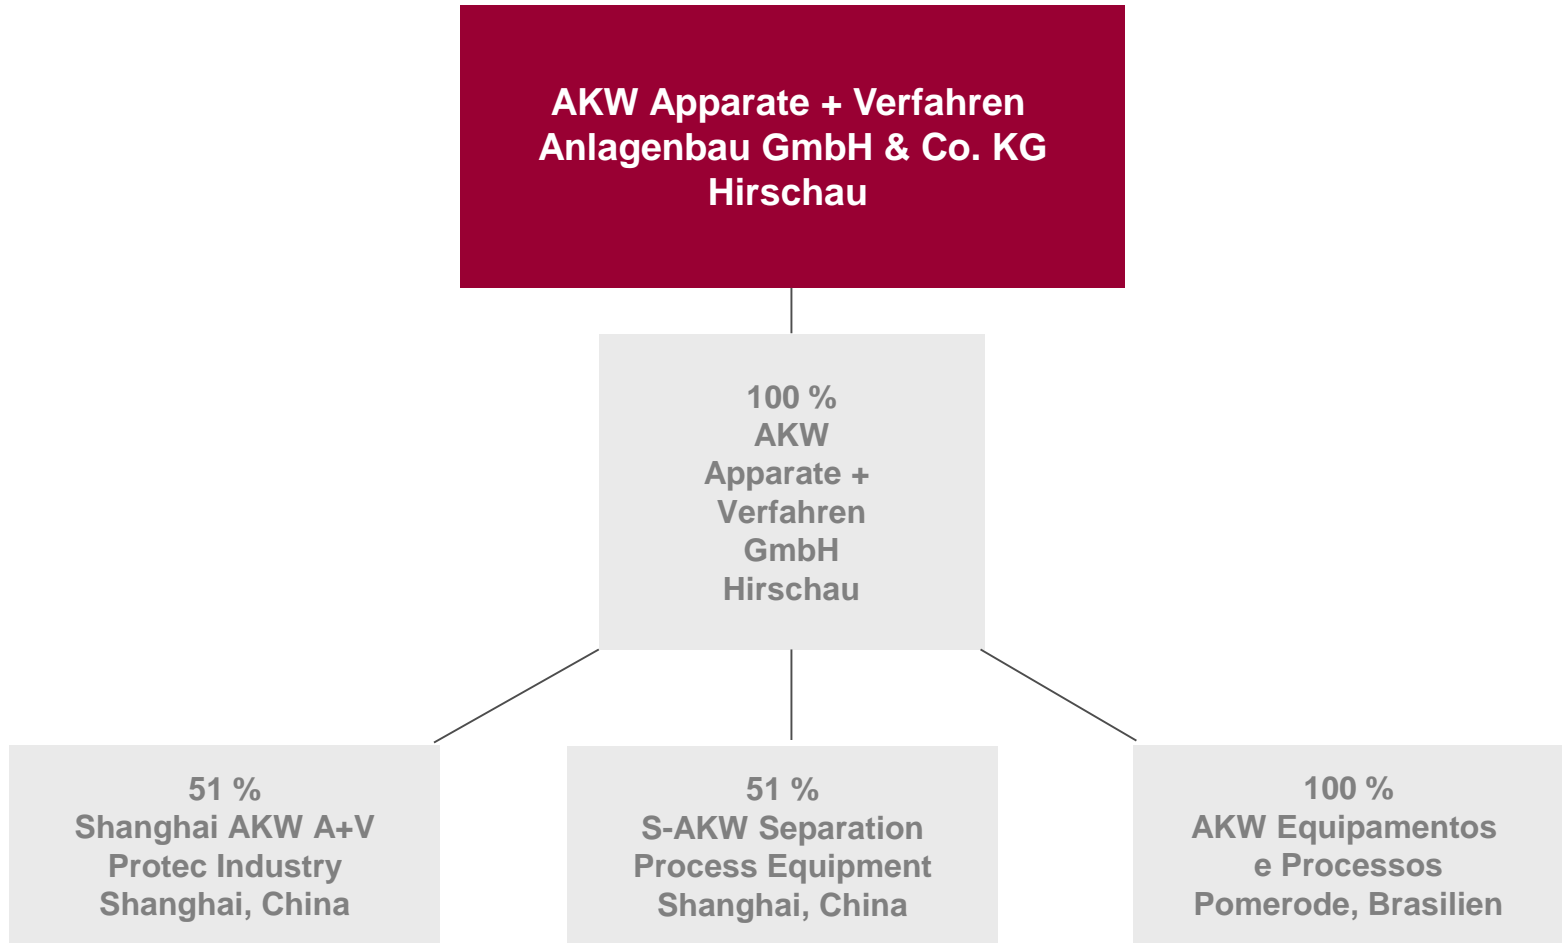 AKW Apparate + Verfahren
Anlagenbau GmbH & Co. KG
Hirschau
100 %
AKW
Apparate +
Verfahren
GmbH
Hirschau
51 %
Shanghai AKW A+V
Protec Industry
Shanghai, China
51 %
S-AKW Separation
Process Equipment
Shanghai, China
100 %
AKW Equipamentos
e Processos
Pomerode, Brasilien